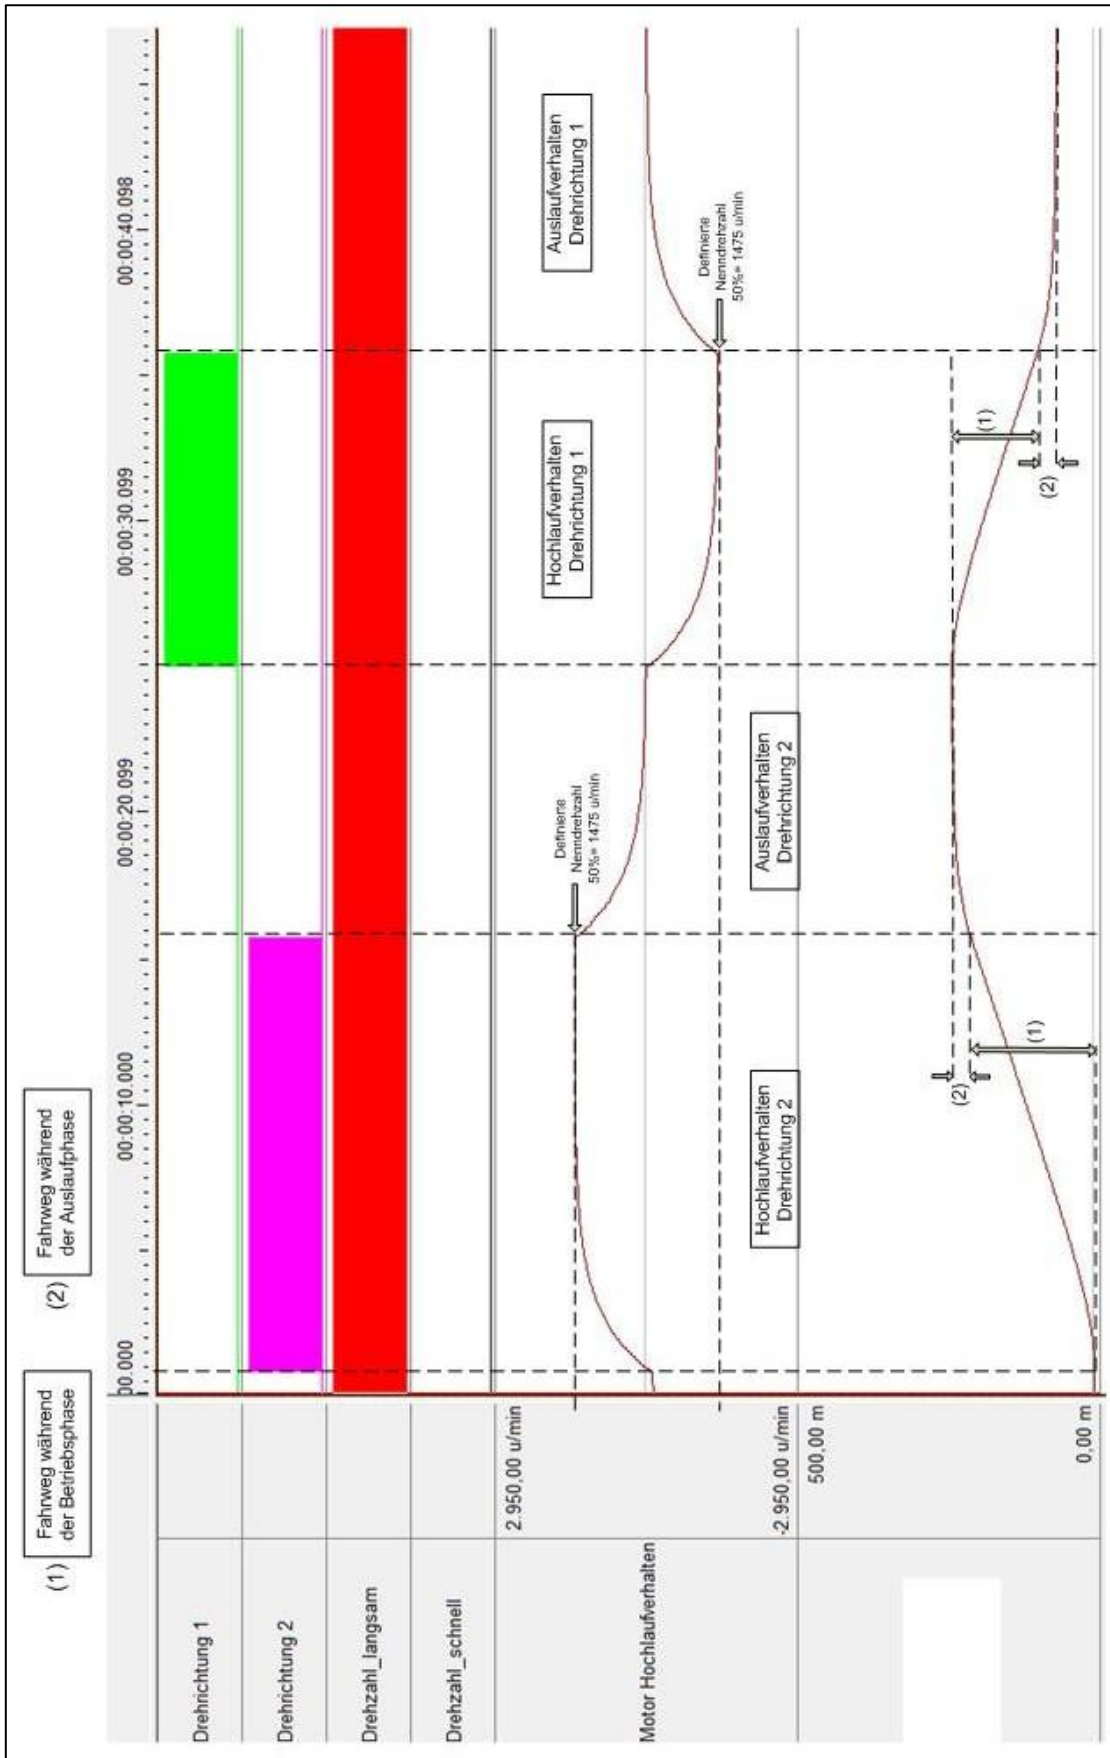 (1)
Fahrweg während
der Betriebsphase
(2)
Fahrweg während
der Auslaufphase
00.000
00:00:10.000
00:00:20.099
00:00:30.099
00:00:40.098
Drehrichtung 1
Drehrichtung 2
Drehzahl_langsam
Drehzahl_schnell
Motor Hochlaufverhalten
2.950,00 u/min
-2.950,00 u/min
500,00 m
0,00 m
Definierte
Nenndrehzahl
50%= 1475 u/min
Hochlaufverhalten
Drehrichtung 1
Auslaufverhalten
Drehrichtung 1
Definierte
Nenndrehzahl
50%= 1475 u/min
Hochlaufverhalten
Drehrichtung 2
Auslaufverhalten
Drehrichtung 2
(2)
(1)
(1)
(2)